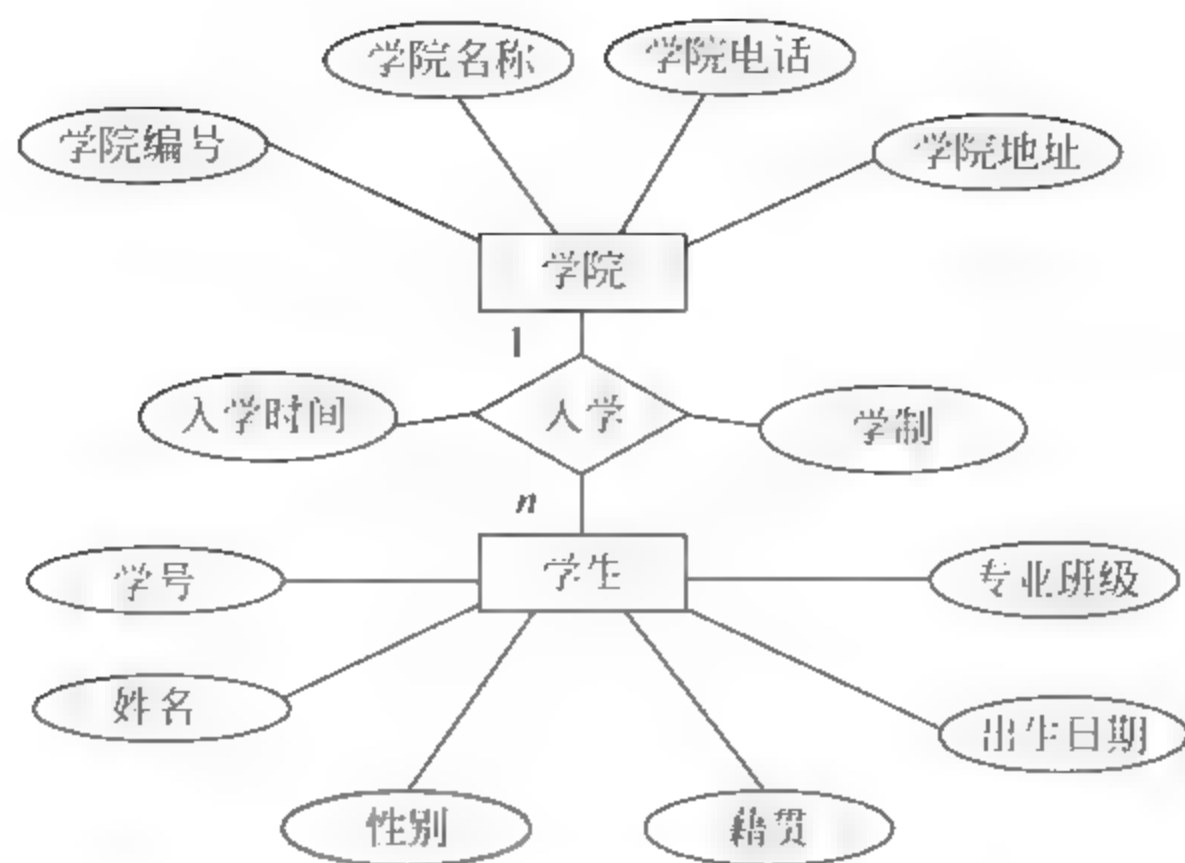 学院名称
学院电话
学院编号
学院地址
学院
1
入学时间
入学
学制
n
学号
学生
专业班级
姓名
出生日期
性别
籍贯